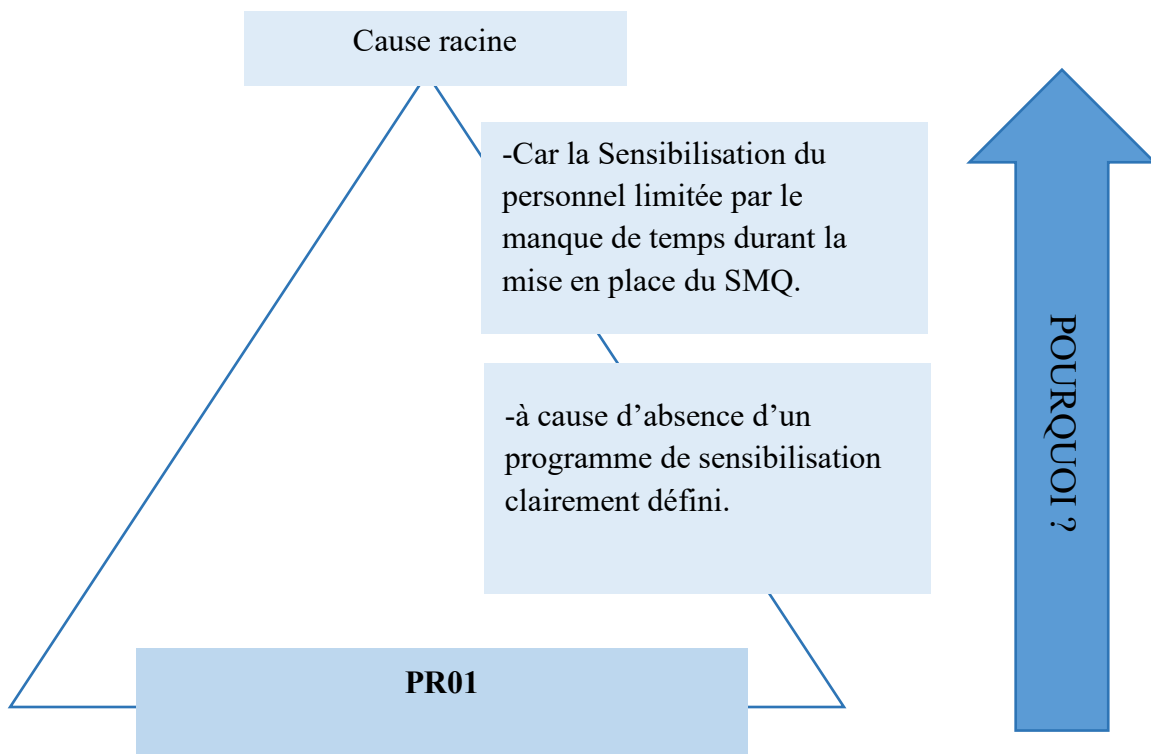 Cause racine
-Car la Sensibilisation du
personnel limitée par le
manque de temps durant la
mise en place du SMQ.
-à cause d’absence d’un
programme de sensibilisation
clairement défini.
POURQUOI ?
PR01